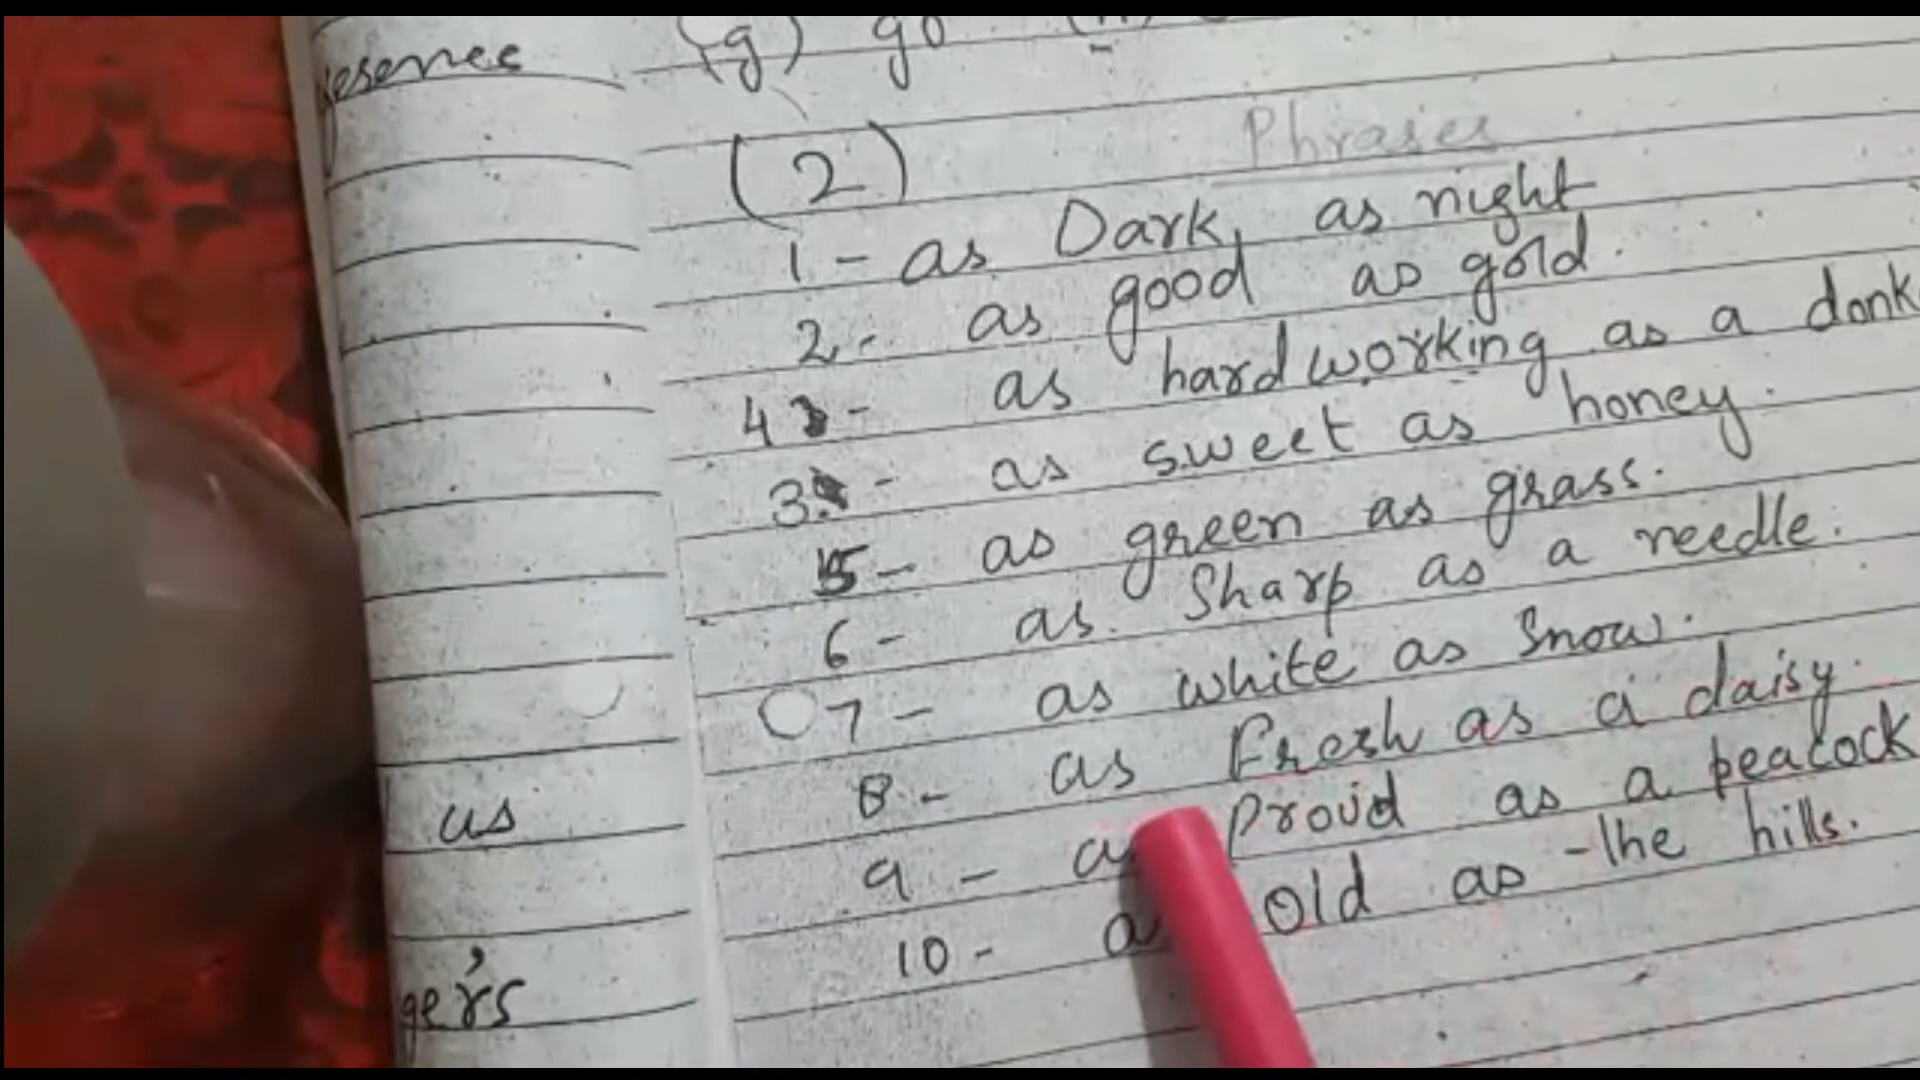 (g) go
(2)
Phrases
1 - as Dark, as night
2 - as good as gold.
4 - as hardworking as a donk
3 - as sweet as honey.
5 - as green as grass.
6 - as Sharp as a needle.
7 - as white as Snow.
8 - as Fresh as a daisy.
9 - as Proud as a peacock
10 - a old as the hills.
us
ger's